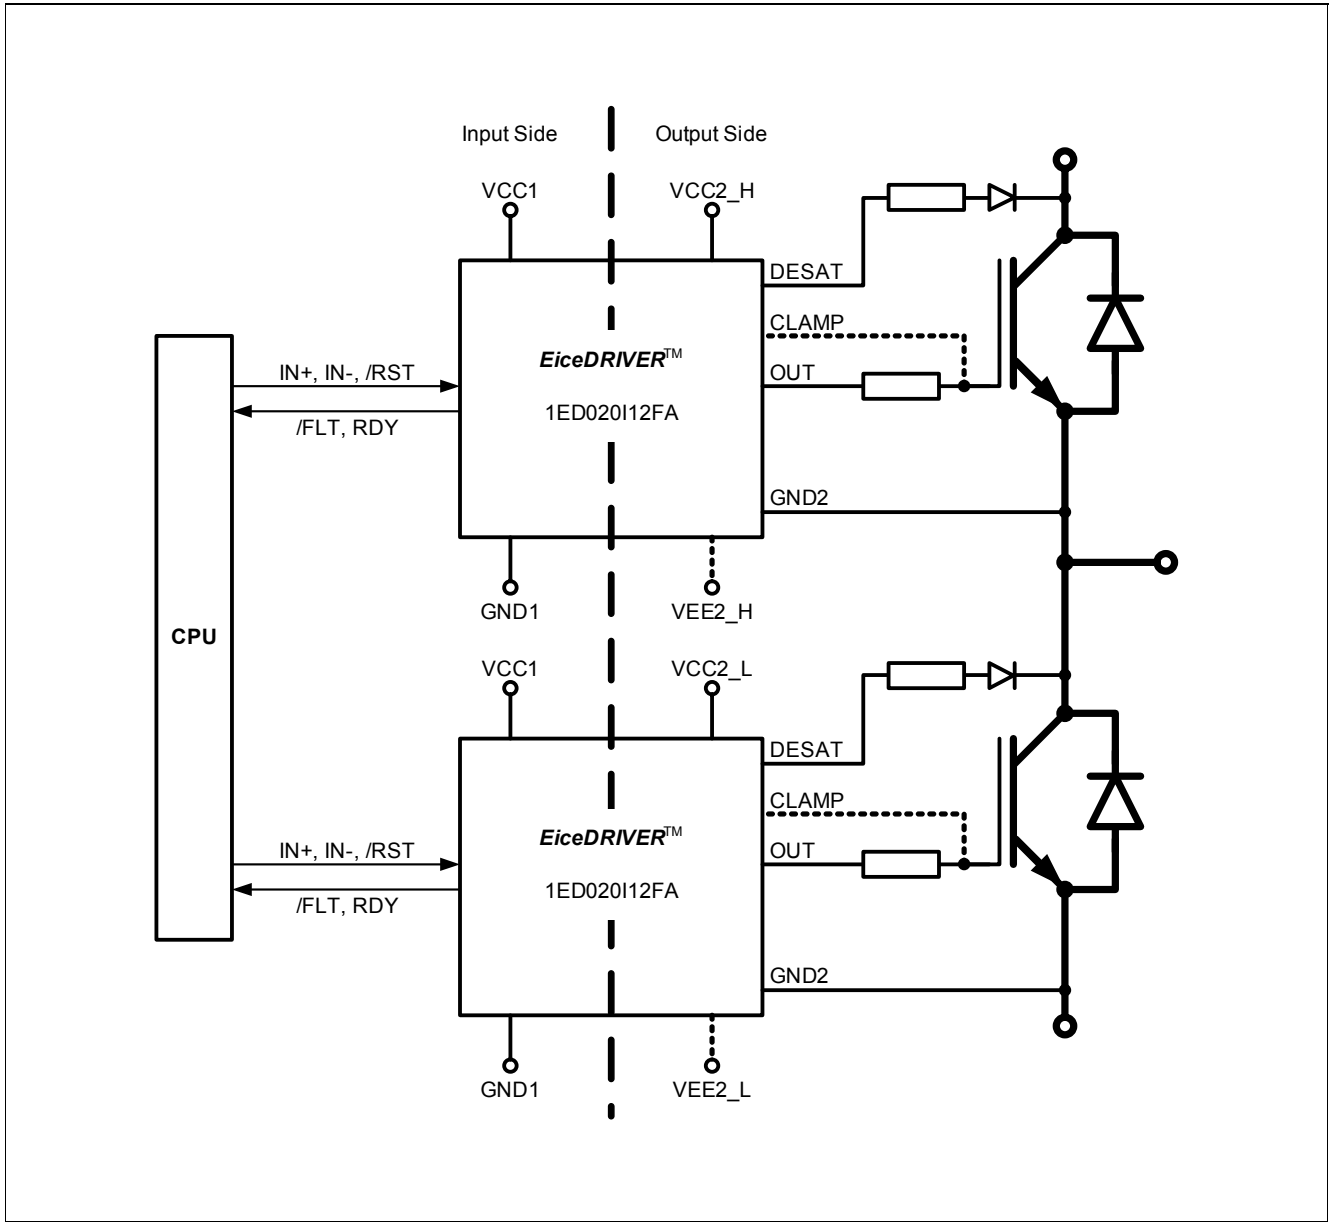 Input Side
Output Side
VCC1
VCC2_H
DESAT
CLAMP
EiceDRIVER™
IN+, IN-, /RST
OUT
1ED020I12FA
/FLT, RDY
GND2
GND1
VEE2_H
CPU
VCC1
VCC2_L
DESAT
CLAMP
EiceDRIVER™
IN+, IN-, /RST
OUT
1ED020I12FA
/FLT, RDY
GND2
GND1
VEE2_L